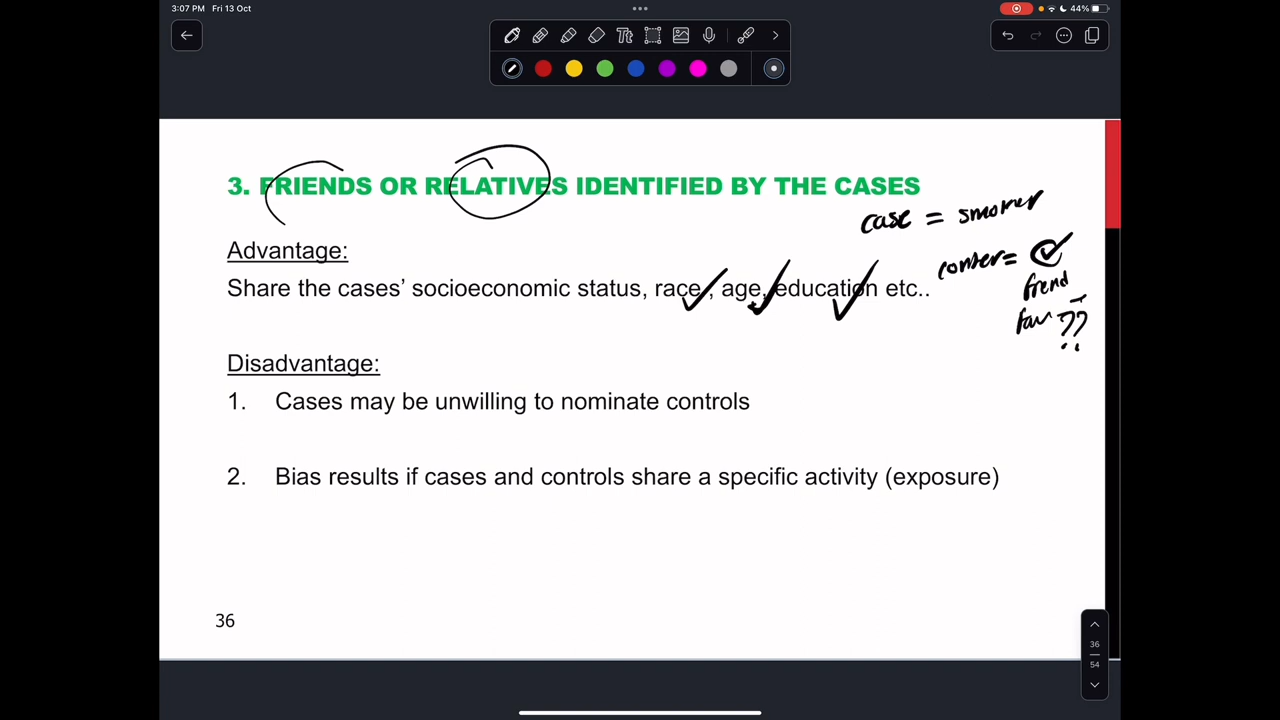 3:07 PM Fri 13 Oct
44%
3. FRIENDS OR RELATIVES IDENTIFIED BY THE CASES
case = smoker
Advantage:
Share the cases’ socioeconomic status, race , age, education etc..
friend
??
Disadvantage:
1. Cases may be unwilling to nominate controls
2. Bias results if cases and controls share a specific activity (exposure)
36
36
54